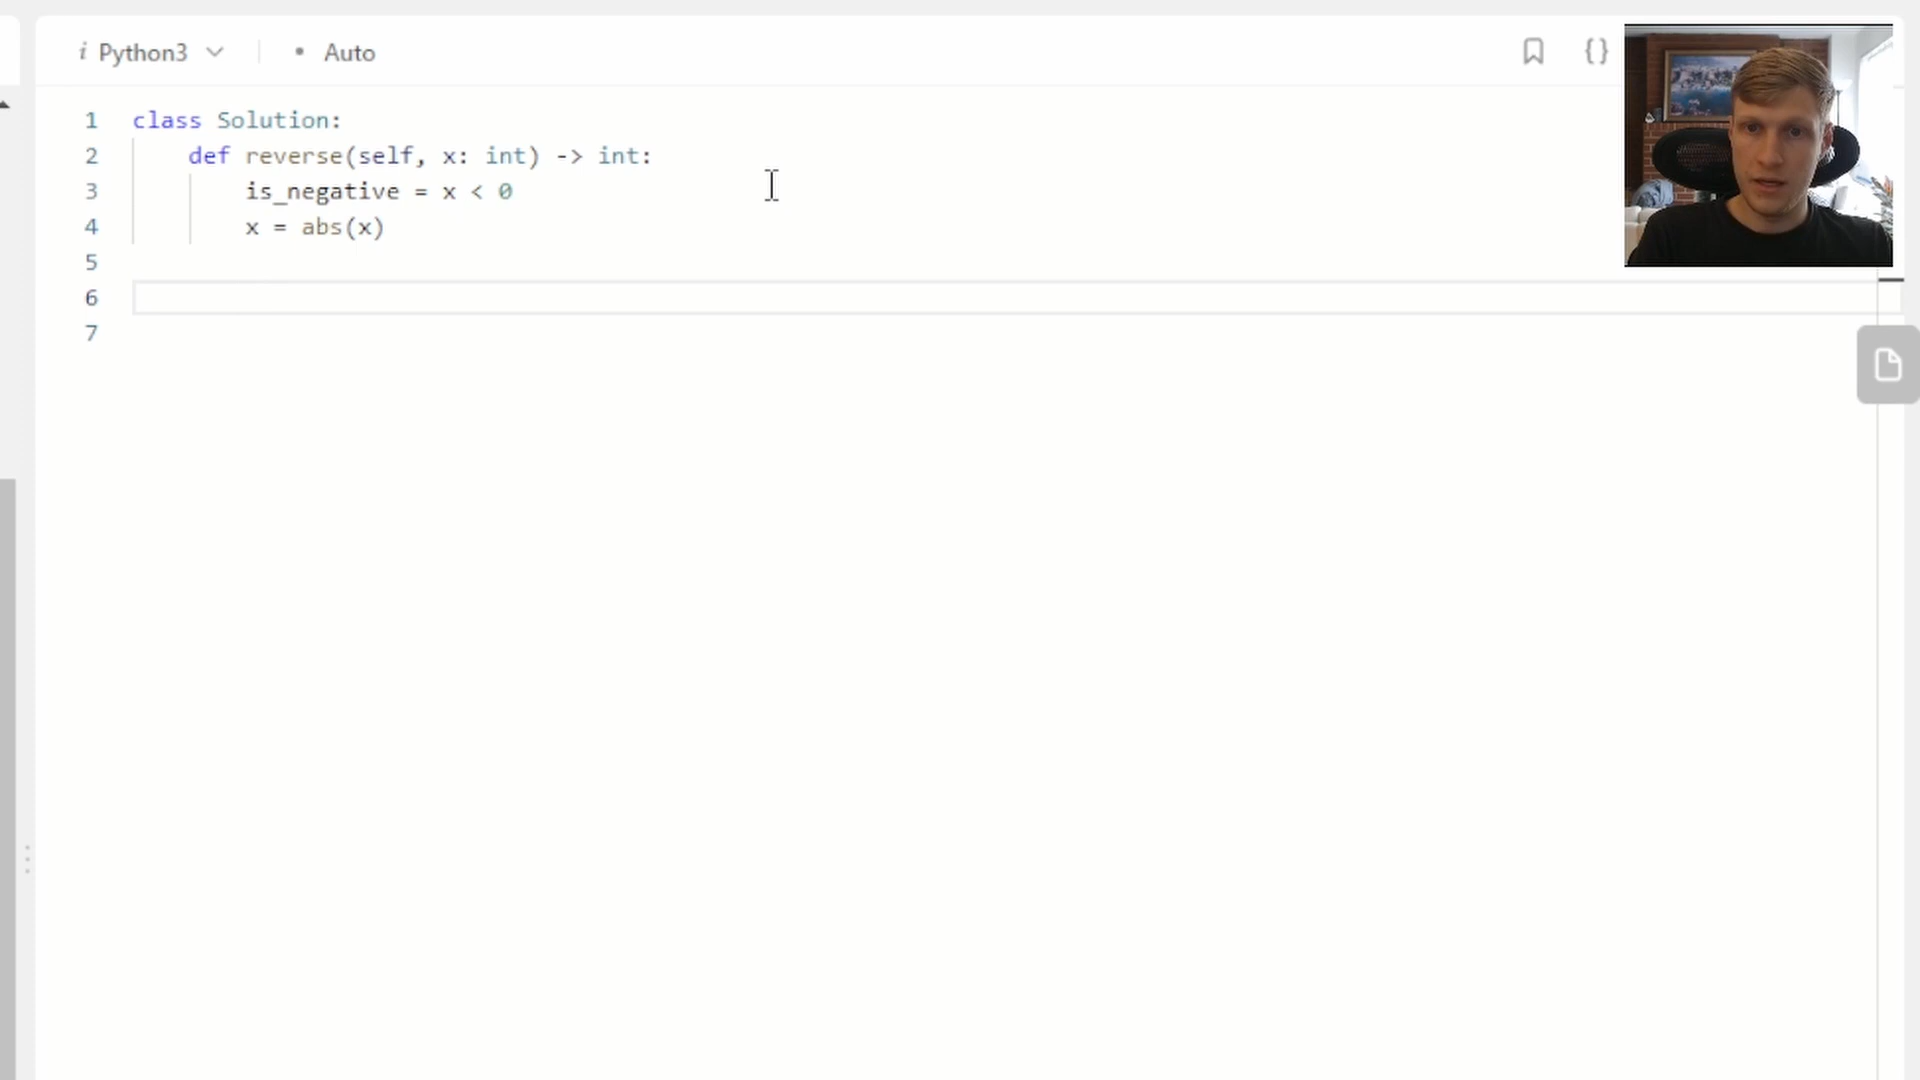 i Python3
• Auto
{}
1 class Solution:
2 def reverse(self, x: int) -> int:
3 is_negative = x < 0
4 x = abs(x)
5
6
7